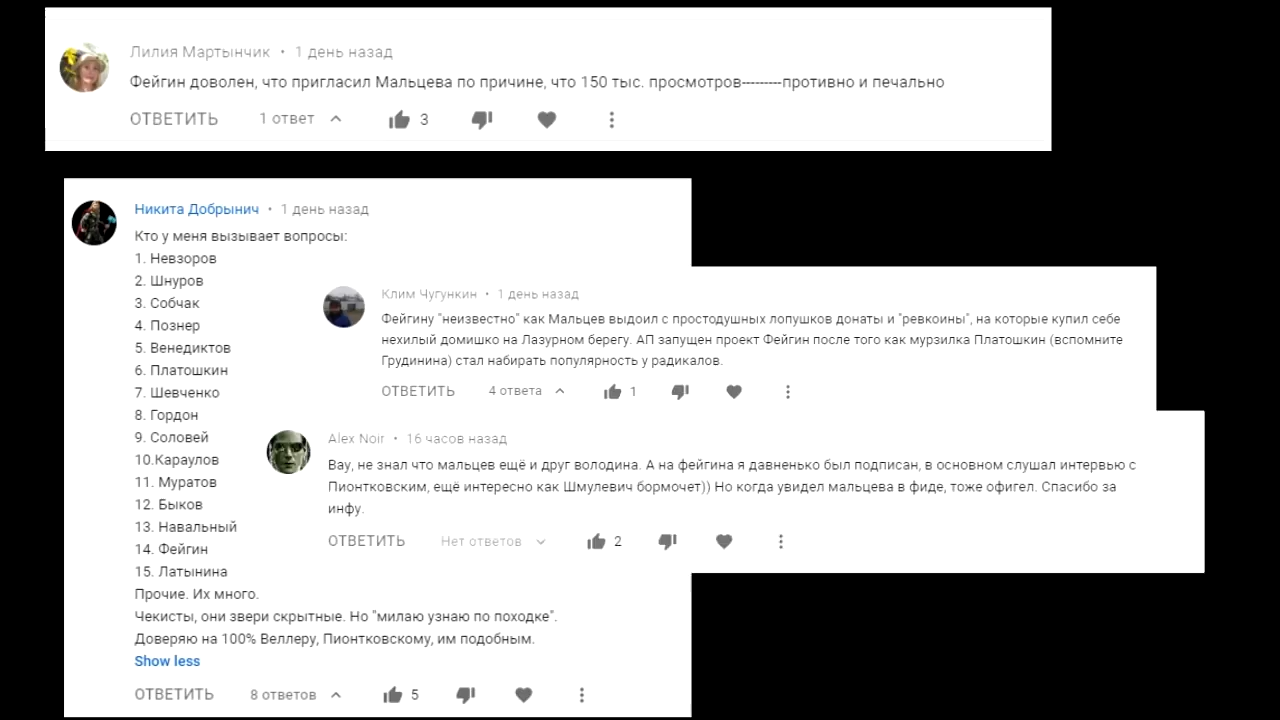 Лилия Мартынчик • 1 день назад
Фейгин доволен, что пригласил Мальцева по причине, что 150 тыс. просмотров---------противно и печально
ОТВЕТИТЬ 1 ответ 3
Никита Добрынич • 1 день назад
Кто у меня вызывает вопросы:
1. Невзоров
2. Шнуров
3. Собчак
4. Познер
5. Венедиктов
6. Платошкин
7. Шевченко
8. Гордон
9. Соловей
10.Караулов
11. Муратов
12. Быков
13. Навальный
14. Фейгин
15. Латынина
Прочие. Их много.
Чекисты, они звери скрытные. Но "милаю узнаю по походке".
Доверяю на 100% Веллеру, Пионтковскому, им подобным.
Show less
ОТВЕТИТЬ 8 ответов 5
Клим Чугункин • 1 день назад
Фейгину "неизвестно" как Мальцев выдоил с простодушных лопушков донаты и "ревкоины", на которые купил себе
нехилый домишко на Лазурном берегу. АП запущен проект Фейгин после того как мурзилка Платошкин (вспомните
Грудинина) стал набирать популярность у радикалов.
ОТВЕТИТЬ 4 ответа 1
Alex Noir • 16 часов назад
Вау, не знал что мальцев ещё и друг володина. А на фейгина я давненько был подписан, в основном слушал интервью с
Пионтковским, ещё интересно как Шмулевич бормочет)) Но когда увидел мальцева в фиде, тоже офигел. Спасибо за
инфу.
ОТВЕТИТЬ Нет ответов 2